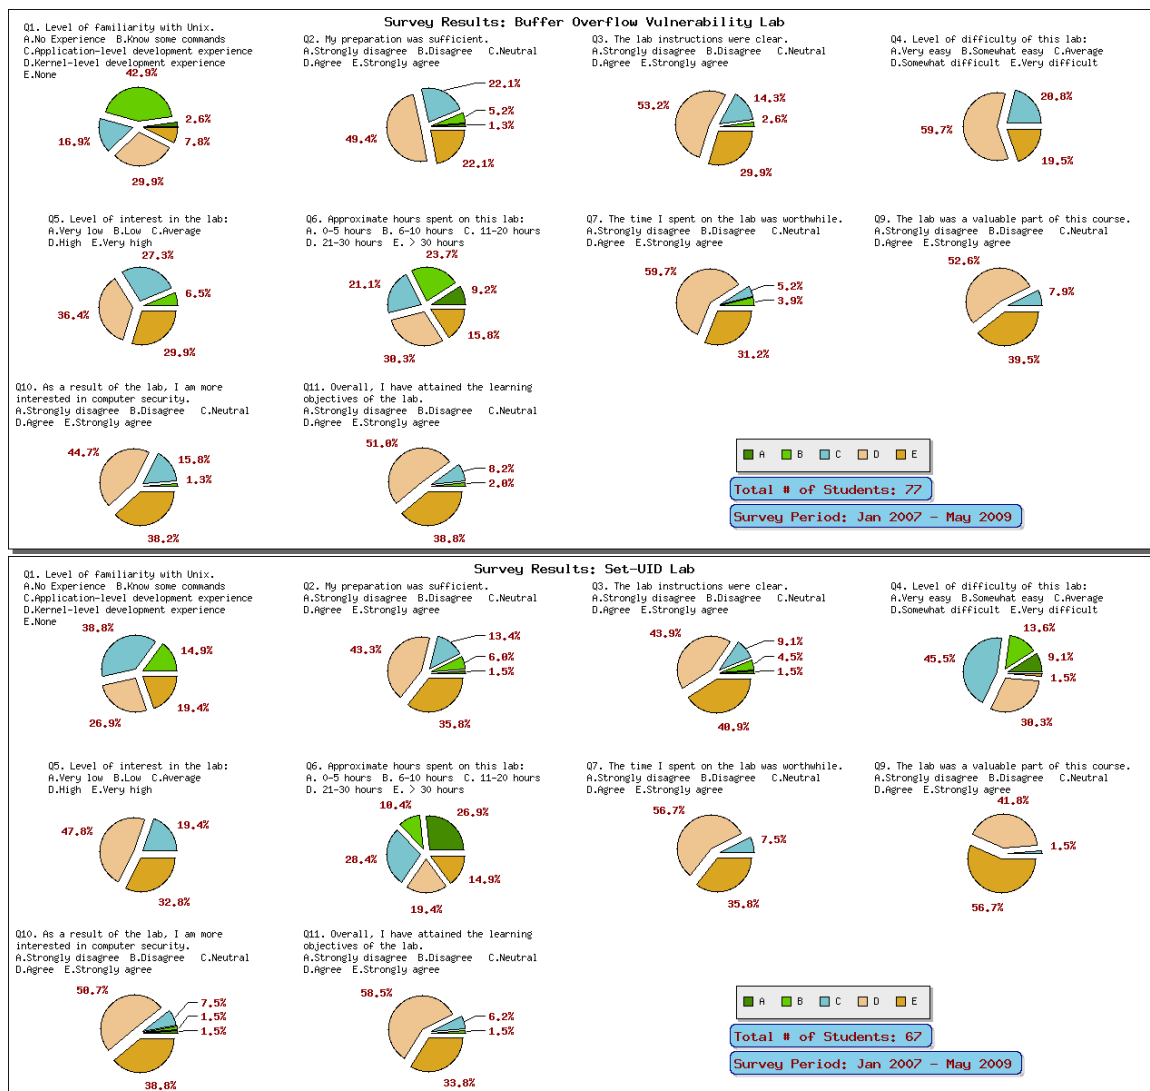 Survey Results: Buffer Overflow Vulnerability Lab
Q1. Level of familiarity with Unix.
A.No Experience B.Know some commands
C.Application-level development experience
D.Kernel-level development experience
E.None
42.9%
2.6%
16.9%
7.8%
29.9%
Q2. My preparation was sufficient.
A.Strongly disagree B.Disagree C.Neutral
D.Agree E.Strongly agree
22.1%
5.2%
1.3%
49.4%
22.1%
Q3. The lab instructions were clear.
A.Strongly disagree B.Disagree C.Neutral
D.Agree E.Strongly agree
53.2%
14.3%
2.6%
29.9%
Q4. Level of difficulty of this lab:
A.Very easy B.Somewhat easy C.Average
D.Somewhat difficult E.Very difficult
20.8%
59.7%
19.5%
Q5. Level of interest in the lab:
A.Very low B.Low C.Average
D.High E.Very high
27.3%
6.5%
36.4%
29.9%
Q6. Approximate hours spent on this lab:
A. 0-5 hours B. 6-10 hours C. 11-20 hours
D. 21-30 hours E. > 30 hours
23.7%
21.1%
9.2%
15.8%
30.3%
Q7. The time I spent on the lab was worthwhile.
A.Strongly disagree B.Disagree C.Neutral
D.Agree E.Strongly agree
59.7%
5.2%
3.9%
31.2%
Q9. The lab was a valuable part of this course.
A.Strongly disagree B.Disagree C.Neutral
D.Agree E.Strongly agree
52.6%
7.9%
39.5%
Q10. As a result of the lab, I am more
interested in computer security.
A.Strongly disagree B.Disagree C.Neutral
D.Agree E.Strongly agree
44.7%
15.8%
1.3%
38.2%
Q11. Overall, I have attained the learning
objectives of the lab.
A.Strongly disagree B.Disagree C.Neutral
D.Agree E.Strongly agree
51.0%
8.2%
2.0%
38.8%
A B C D E
Total # of Students: 77
Survey Period: Jan 2007 - May 2009
Survey Results: Set-UID Lab
Q1. Level of familiarity with Unix.
A.No Experience B.Know some commands
C.Application-level development experience
D.Kernel-level development experience
E.None
38.8%
14.9%
19.4%
26.9%
Q2. My preparation was sufficient.
A.Strongly disagree B.Disagree C.Neutral
D.Agree E.Strongly agree
13.4%
43.3%
6.0%
1.5%
35.8%
Q3. The lab instructions were clear.
A.Strongly disagree B.Disagree C.Neutral
D.Agree E.Strongly agree
43.9%
9.1%
4.5%
1.5%
40.9%
Q4. Level of difficulty of this lab:
A.Very easy B.Somewhat easy C.Average
D.Somewhat difficult E.Very difficult
13.6%
45.5%
9.1%
1.5%
30.3%
Q5. Level of interest in the lab:
A.Very low B.Low C.Average
D.High E.Very high
47.8%
19.4%
32.8%
Q6. Approximate hours spent on this lab:
A. 0-5 hours B. 6-10 hours C. 11-20 hours
D. 21-30 hours E. > 30 hours
10.4%
26.9%
28.4%
14.9%
19.4%
Q7. The time I spent on the lab was worthwhile.
A.Strongly disagree B.Disagree C.Neutral
D.Agree E.Strongly agree
56.7%
7.5%
35.8%
Q9. The lab was a valuable part of this course.
A.Strongly disagree B.Disagree C.Neutral
D.Agree E.Strongly agree
41.8%
1.5%
56.7%
Q10. As a result of the lab, I am more
interested in computer security.
A.Strongly disagree B.Disagree C.Neutral
D.Agree E.Strongly agree
50.7%
7.5%
1.5%
1.5%
38.8%
Q11. Overall, I have attained the learning
objectives of the lab.
A.Strongly disagree B.Disagree C.Neutral
D.Agree E.Strongly agree
58.5%
6.2%
1.5%
33.8%
A B C D E
Total # of Students: 67
Survey Period: Jan 2007 - May 2009